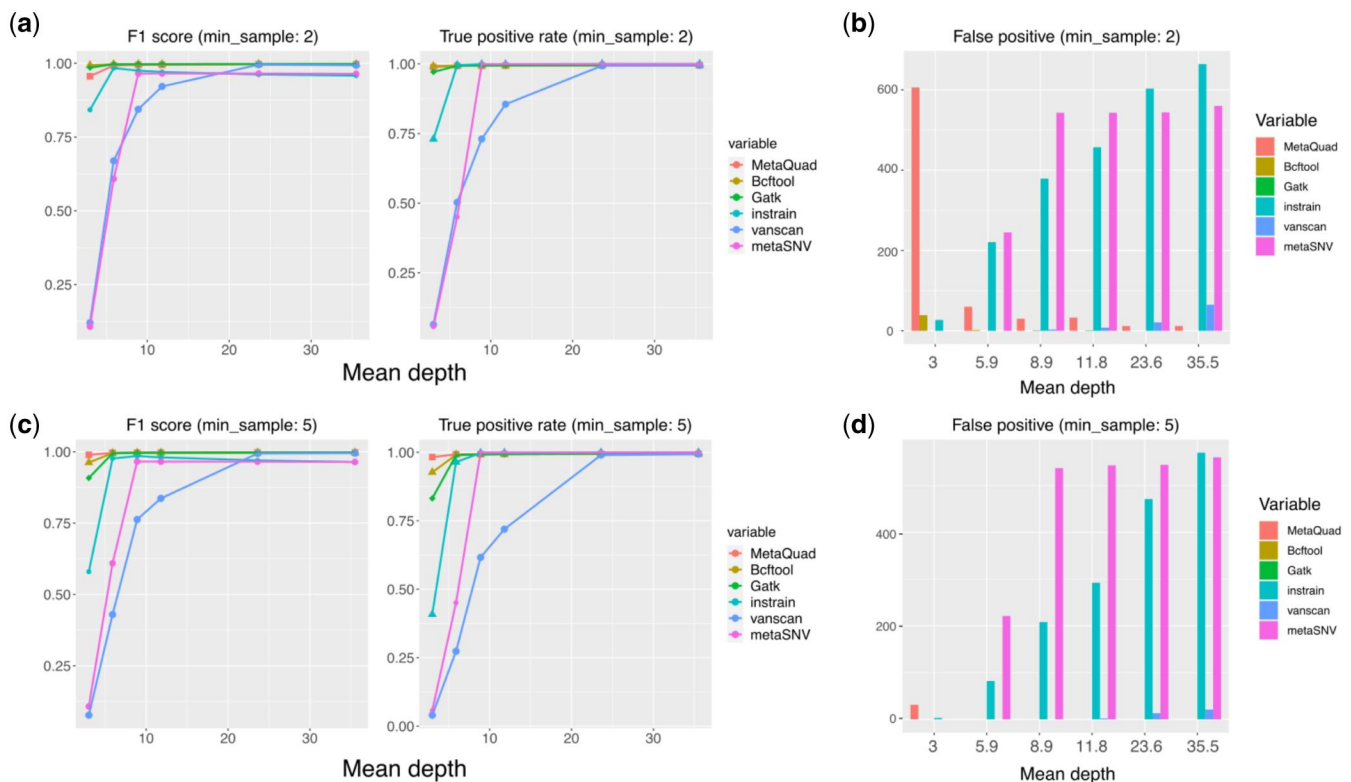 (a)
F1 score (min_sample: 2)
1.00
0.75
0.50
0.25
10
20
30
True positive rate (min_sample: 2)
1.00
0.75
0.50
0.25
10
20
30
Mean depth
variable
MetaQuad
Bcftool
Gatk
instrain
vanscan
metaSNV
(b)
False positive (min_sample: 2)
600
400
200
0
3
5.9
8.9
11.8
23.6
35.5
Mean depth
Variable
MetaQuad
Bcftool
Gatk
instrain
vanscan
metaSNV
(c)
F1 score (min_sample: 5)
1.00
0.75
0.50
0.25
10
20
30
True positive rate (min_sample: 5)
1.00
0.75
0.50
0.25
0.00
10
20
30
Mean depth
variable
MetaQuad
Bcftool
Gatk
instrain
vanscan
metaSNV
(d)
False positive (min_sample: 5)
400
200
0
3
5.9
8.9
11.8
23.6
35.5
Mean depth
Variable
MetaQuad
Bcftool
Gatk
instrain
vanscan
metaSNV